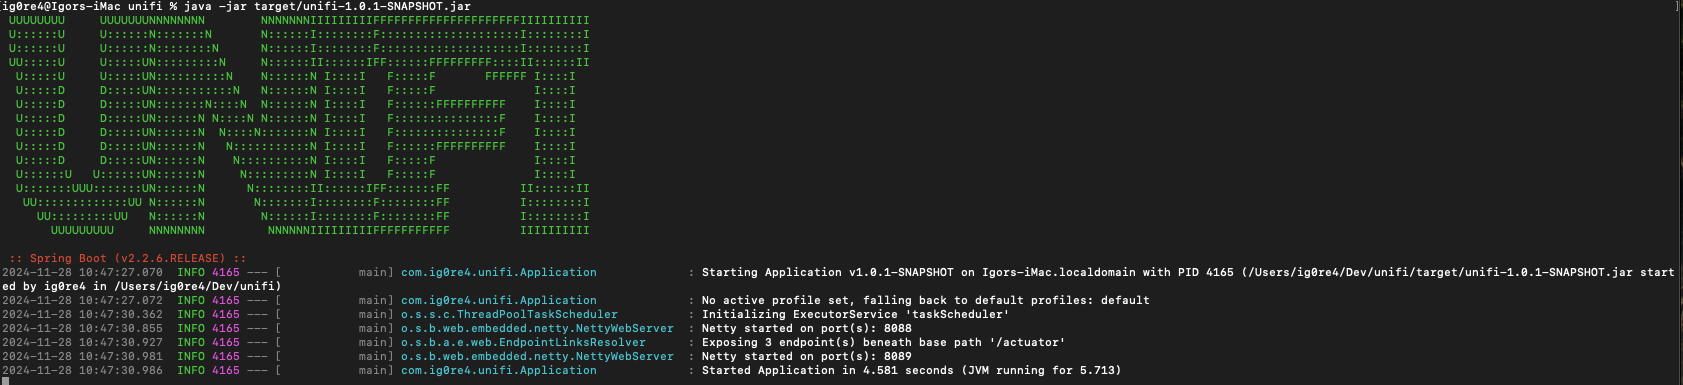 [ig0re4@Igors-iMac unifi % java -jar target/unifi-1.0.1-SNAPSHOT.jar ]
 UUUUUUUU     UUUUUUUNNNNNNNN        NNNNNNNIIIIIIIIIFFFFFFFFFFFFFFFFFFFFFIIIIIIIIII
 U::::::U     U::::::N:::::::N       N::::::I:::::::F::::::::::::::::::::I::::::::I
 U::::::U     U::::::N::::::::N      N::::::I:::::::F::::::::::::::::::::I::::::::I
 UU:::::U     U::::::N:::::::::N     N::::::II::::::FF::::::FFFFFFFFF::::II::::::II
  U:::::U     U::::::N::::::::::N    N::::::N I::::I   F:::::F       FFFFFF I::::I
  U:::::D     D:::::UN:::::::::::N   N::::::N I::::I   F:::::F              I::::I
  U:::::D     D:::::UN:::::::N::::N  N::::::N I::::I   F::::::FFFFFFFFFF    I::::I
  U:::::D     D:::::UN::::::N N::::N N::::::N I::::I   F:::::::::::::::F    I::::I
  U:::::D     D:::::UN::::::N  N::::N:::::::N I::::I   F:::::::::::::::F    I::::I
  U:::::D     D:::::UN::::::N   N:::::::::::N I::::I   F::::::FFFFFFFFFF    I::::I
  U:::::D     D:::::UN::::::N    N::::::::::N I::::I   F:::::F              I::::I
  U::::::U   U::::::UN::::::N     N:::::::::N I::::I   F:::::F              I::::I
  U:::::::UUU:::::::UN::::::N      N::::::::II::::::IFF:::::::FF          II::::::II
   UU:::::::::::::UU N::::::N       N:::::::I:::::::F::::::::FF          I::::::::I
     UU:::::::::UU   N::::::N        N::::::I:::::::F::::::::FF          I::::::::I
       UUUUUUUUU     NNNNNNNN         NNNNNNIIIIIIIIIFFFFFFFFFFF          IIIIIIIIII
 :: Spring Boot (v2.2.6.RELEASE) ::
2024-11-28 10:47:27.070  INFO 4165 --- [           main] com.ig0re4.unifi.Application             : Starting Application v1.0.1-SNAPSHOT on Igors-iMac.localdomain with PID 4165 (/Users/ig0re4/Dev/unifi/target/unifi-1.0.1-SNAPSHOT.jar start
ed by ig0re4 in /Users/ig0re4/Dev/unifi)
2024-11-28 10:47:27.072  INFO 4165 --- [           main] com.ig0re4.unifi.Application             : No active profile set, falling back to default profiles: default
2024-11-28 10:47:30.362  INFO 4165 --- [           main] o.s.s.c.ThreadPoolTaskScheduler          : Initializing ExecutorService 'taskScheduler'
2024-11-28 10:47:30.855  INFO 4165 --- [           main] o.s.b.web.embedded.netty.NettyWebServer  : Netty started on port(s): 8088
2024-11-28 10:47:30.927  INFO 4165 --- [           main] o.s.b.a.e.web.EndpointLinksResolver      : Exposing 3 endpoint(s) beneath base path '/actuator'
2024-11-28 10:47:30.981  INFO 4165 --- [           main] o.s.b.web.embedded.netty.NettyWebServer  : Netty started on port(s): 8089
2024-11-28 10:47:30.986  INFO 4165 --- [           main] com.ig0re4.unifi.Application             : Started Application in 4.581 seconds (JVM running for 5.713)